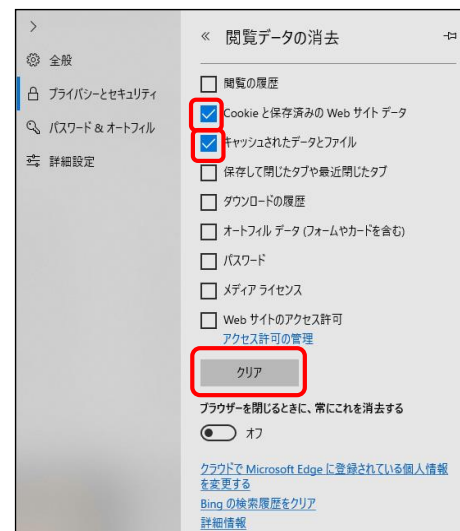 全般
プライバシーとセキュリティ
パスワード & オートフィル
詳細設定
閲覧データの消去
閲覧の履歴
Cookie と保存済みの Web サイト データ
キャッシュされたデータとファイル
保存して閉じたタブや最近閉じたタブ
ダウンロードの履歴
オートフィル データ (フォームやカードを含む)
パスワード
メディア ライセンス
Web サイトのアクセス許可
アクセス許可の管理
クリア
ブラウザーを閉じるときに、常にこれを消去する
オフ
クラウドで Microsoft Edge に登録されている個人情報
を変更する
Bing の検索履歴をクリア
詳細情報